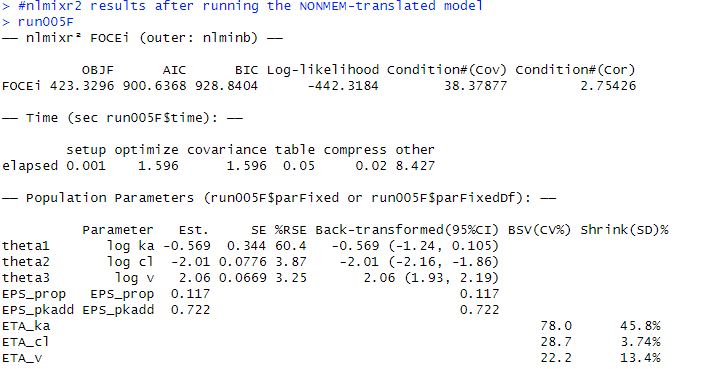 > #nlmixr2 results after running the NONMEM-translated model
> run005F
── nlmixr² FOCEi (outer: nlminb) ──
OBJF AIC BIC Log-likelihood Condition#(Cov) Condition#(Cor)
FOCEi 423.3296 900.6368 928.8404 -442.3184 38.37877 2.75426
── Time (sec run005F$time): ──
setup optimize covariance table compress other
elapsed 0.001 1.596 1.596 0.05 0.02 8.427
── Population Parameters (run005F$parFixed or run005F$parFixedDf): ──
Parameter Est. SE %RSE Back-transformed(95%CI) BSV(CV%) Shrink(SD)%
theta1 log ka -0.569 0.344 60.4 -0.569 (-1.24, 0.105)
theta2 log cl -2.01 0.0776 3.87 -2.01 (-2.16, -1.86)
theta3 log v 2.06 0.0669 3.25 2.06 (1.93, 2.19)
EPS_prop EPS_prop 0.117 0.117
EPS_pkadd EPS_pkadd 0.722 0.722
ETA_ka 78.0 45.8%
ETA_cl 28.7 3.74%
ETA_v 22.2 13.4%